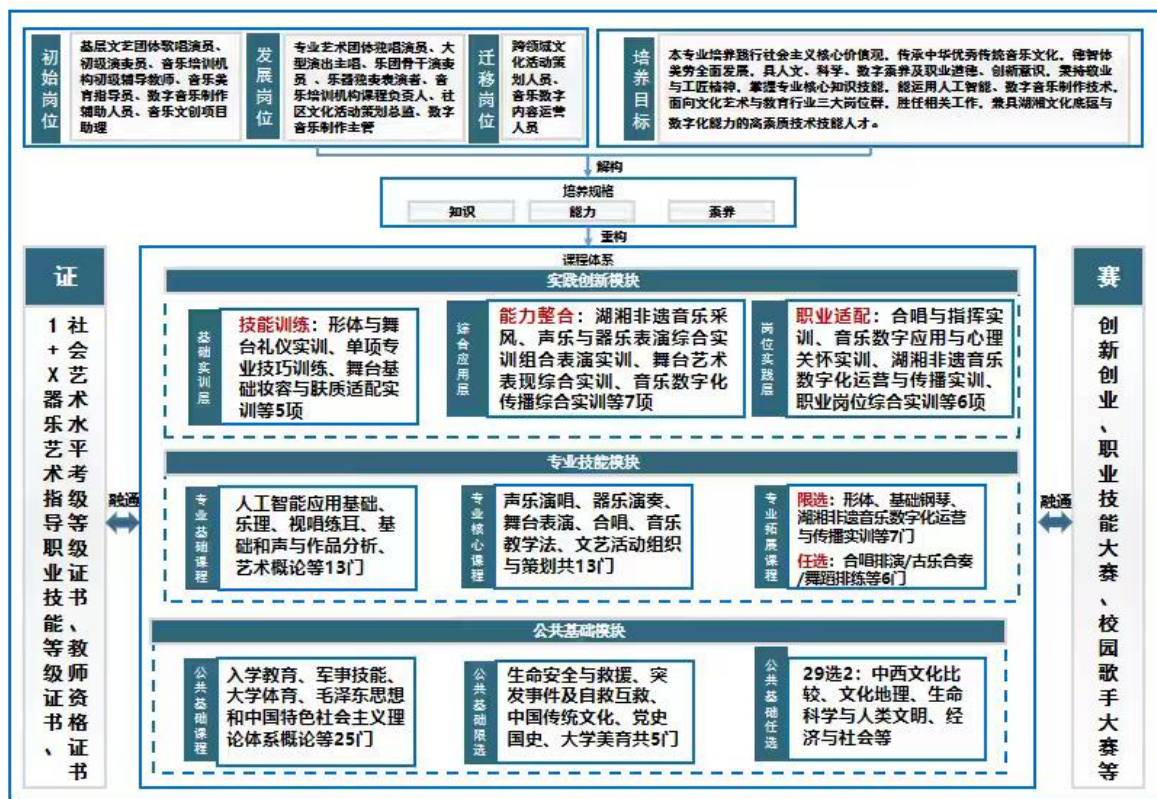 初始岗位
基层文艺团体歌唱演员、
初级演奏员、音乐培训机
构初级辅导教师、音乐美
育指导员、数字音乐制作
辅助人员、音乐文创项目
助理
发展岗位
专业艺术团体独唱演员、大
型演出主唱、乐团骨干演奏
员、乐器独奏表演者、音
乐培训机构课程负责人、社
区文化活动策划总监、数字
音乐制作主管
迁移岗位
跨领域文
化活动策
划人员、
音乐数字
内容运营
人员
培养目标
本专业培养践行社会主义核心价值观，传承中华优秀传统音乐文化，德智体
美劳全面发展，具人文、科学、数字素养及职业道德、创新意识，秉持敬业
与工匠精神，掌握专业核心知识技能，能运用人工智能、数字音乐制作技术，
面向文化艺术与教育行业三大岗位群，胜任相关工作，兼具湖湘文化底蕴与
数字化能力的高素质技术技能人才。
解构
培养规格
知识
能力
素养
重构
证
社会艺术水平考级等级证书、教师资格证书
1+X器乐艺术指导职业技能等级证书、
融通
课程体系
实践创新模块
基础实训层
技能训练：形体与舞
台礼仪实训、单项专
业技巧训练、舞台基
础妆容与肤质适配实
训等5项
综合应用层
能力整合：湖湘非遗音乐采
风、声乐与器乐表演综合实
训组合表演实训、舞台艺术
表现综合实训、音乐数字化
传播综合实训等7项
岗位实践层
职业适配：合唱与指挥实
训、音乐数字应用与心理
关怀实训、湖湘非遗音乐
数字化运营与传播实训、
职业岗位综合实训等6项
专业技能模块
专业基础课程
人工智能应用基础、
乐理、视唱练耳、基
础和声与作品分析、
艺术概论等13门
专业核心课程
声乐演唱、器乐演奏、
舞台表演、合唱、音乐
教学法、文艺活动组织
与策划共13门
专业拓展课程
限选：形体、基础钢琴、
湖湘非遗音乐数字化运营
与传播实训等7门
任选：合唱排演/古乐合奏
/舞蹈排练等6门
公共基础模块
公共基础课程
入学教育、军事技能、
大学体育、毛泽东思想
和中国特色社会主义理
论体系概论等25门
公共基础限选
生命安全与救援、突
发事件及自救互救、
中国传统文化、党史
国史、大学美育共5门
公共基础任选
29选2：中西文化比
较、文化地理、生命
科学与人类文明、经
济与社会等
融通
赛
创新创业、职业技能大赛、校园歌手大赛等